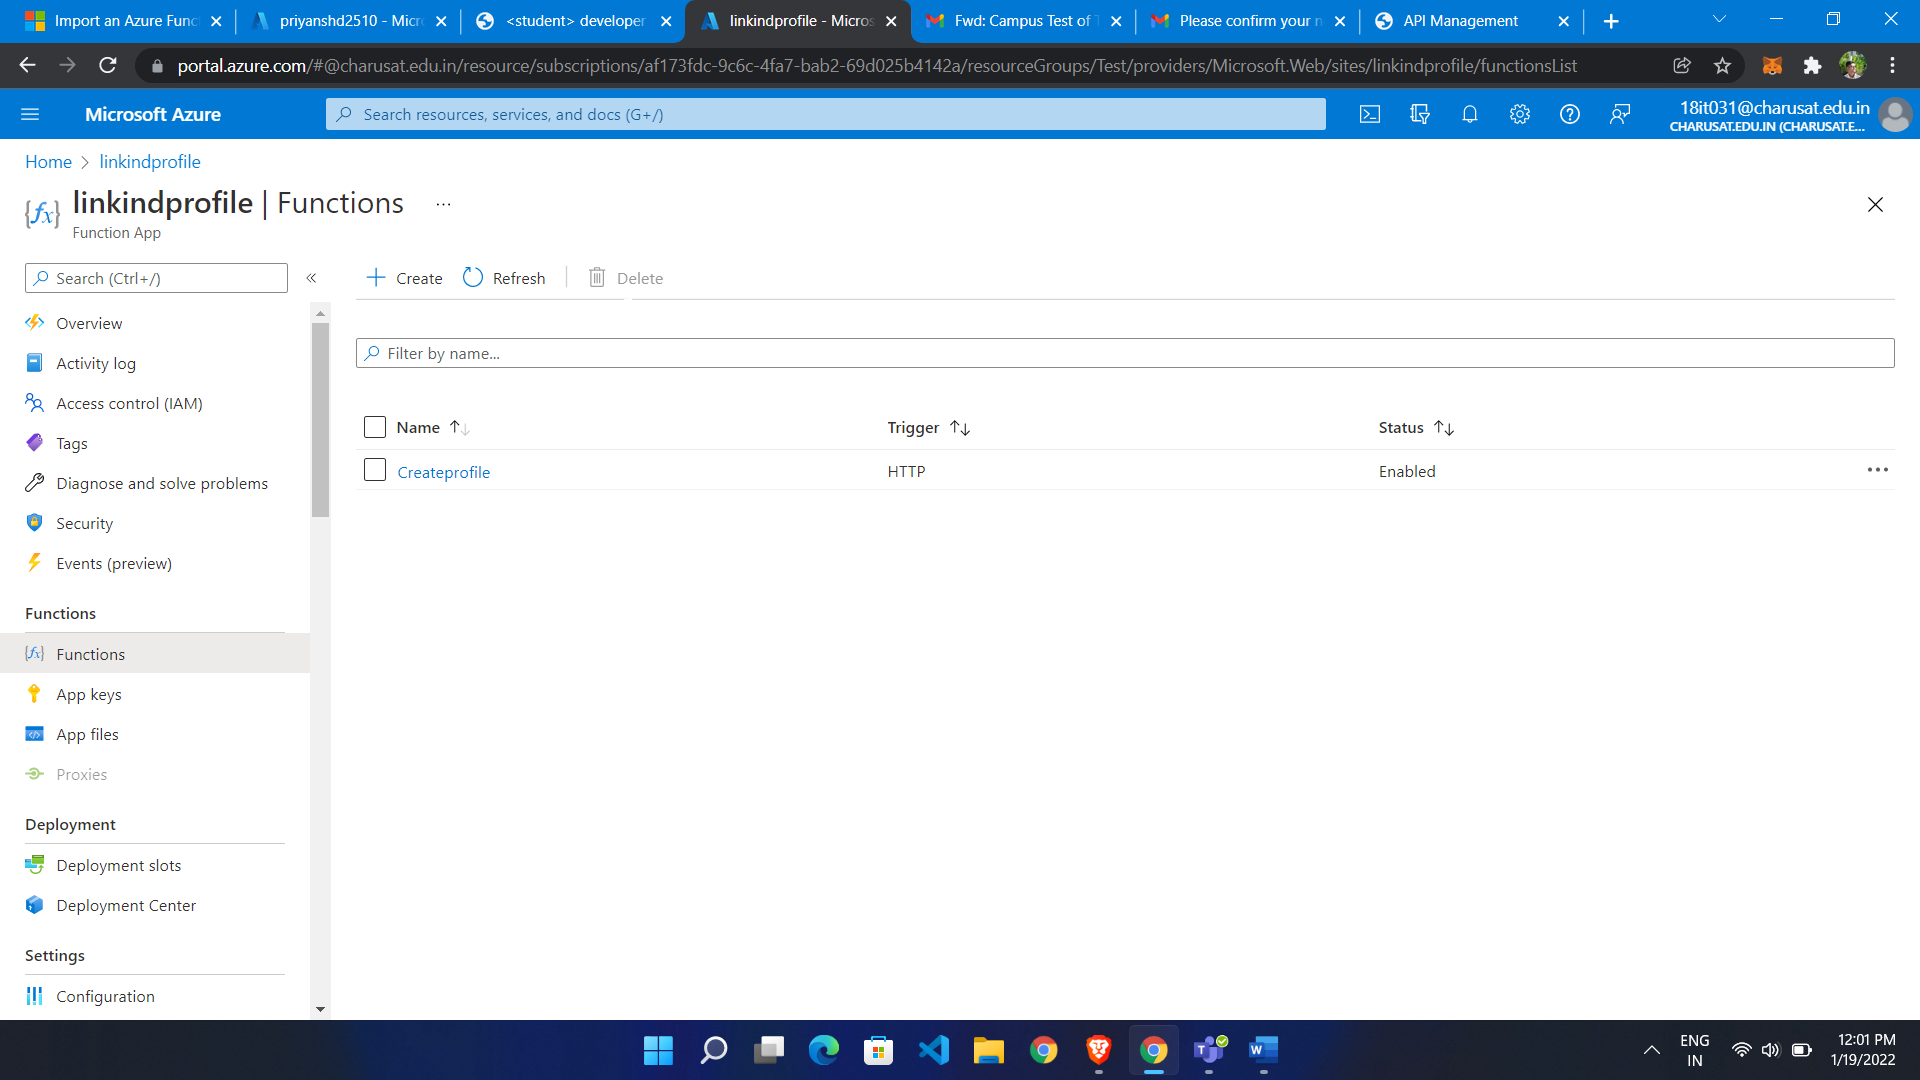 Import an Azure Func
priyanshd2510 - Micro
<student> developer
linkindprofile - Micros
Fwd: Campus Test of T
Please confirm your n
API Management
portal.azure.com/#@charusat.edu.in/resource/subscriptions/af173fdc-9c6c-4fa7-bab2-69d025b4142a/resourceGroups/Test/providers/Microsoft.Web/sites/linkindprofile/functionsList
Microsoft Azure
Search resources, services, and docs (G+/)
18it031@charusat.edu.in
CHARUSAT.EDU.IN (CHARUSAT.E...
Home > linkindprofile
linkindprofile | Functions ...
Function App
Search (Ctrl+/)
Create
Refresh
Delete
Overview
Activity log
Access control (IAM)
Tags
Diagnose and solve problems
Security
Events (preview)
Functions
Functions
App keys
App files
Proxies
Deployment
Deployment slots
Deployment Center
Settings
Configuration
Filter by name...
Name Trigger Status
Createprofile HTTP Enabled
ENG
IN
12:01 PM
1/19/2022